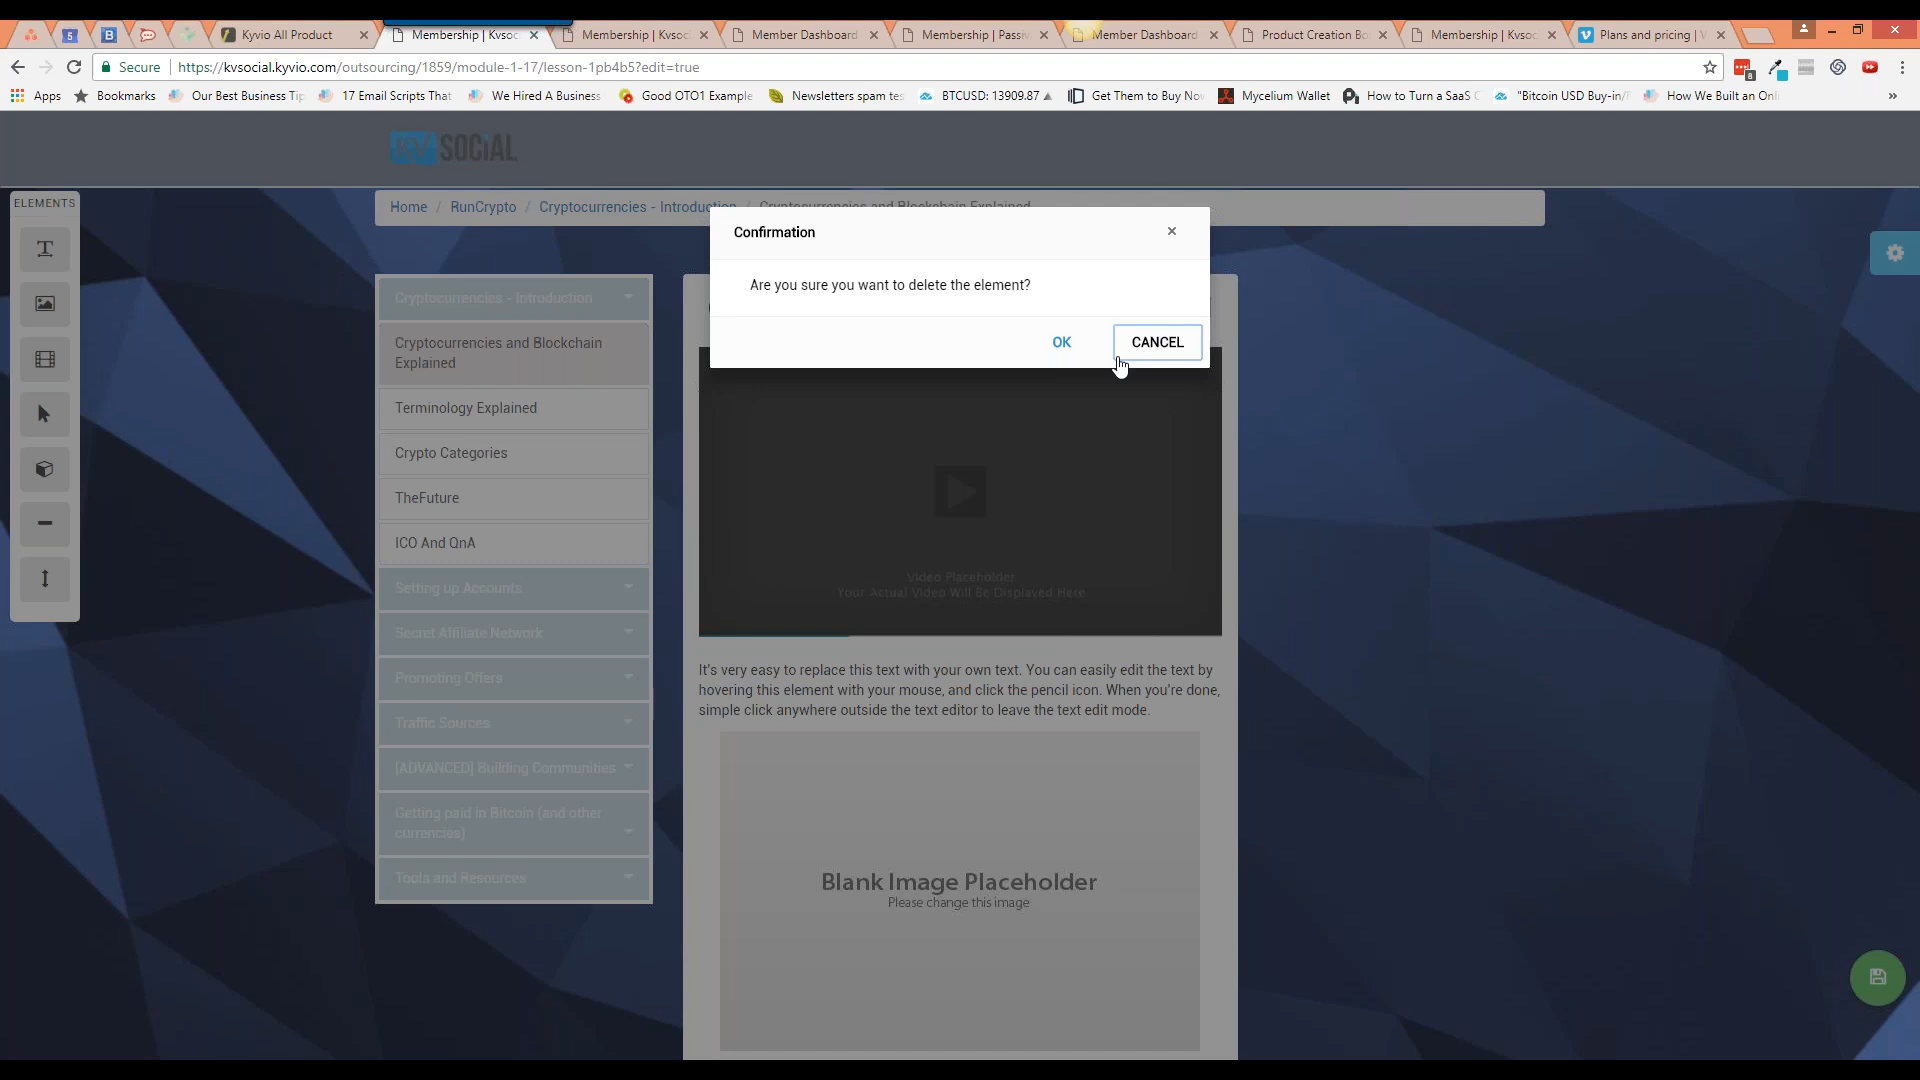 Kyvio All Product
Membership | Kvso
Membership | Kvsoc
Member Dashboard
Membership | Passiv
Member Dashboard
Product Creation Bo
Membership | Kvsoc
Plans and pricing |
Secure
https://kvsocial.kyvio.com/outsourcing/1859/module-1-17/lesson-1pb4b5?edit=true
Apps
Bookmarks
Our Best Business Tip
17 Email Scripts That
We Hired A Business
Good OTO1 Example
Newsletters spam tes
BTCUSD: 13909.87
Get Them to Buy Now
Mycelium Wallet
How to Turn a SaaS
"Bitcoin USD Buy-in/
How We Built an Onl
KV SOCIAL
ELEMENTS
Home / RunCrypto / Cryptocurrencies - Introduction / Cryptocurrencies and Blockchain Explained
Confirmation
Are you sure you want to delete the element?
OK
CANCEL
Cryptocurrencies - Introduction
Cryptocurrencies and Blockchain
Explained
Terminology Explained
Crypto Categories
TheFuture
ICO And QnA
Setting up Accounts
Secret Affiliate Network
Promoting Offers
Traffic Sources
[ADVANCED] Building Communities
Getting paid in Bitcoin (and other
currencies)
Tools and Resources
Video Placeholder
Your Actual Video Will Be Displayed Here
It's very easy to replace this text with your own text. You can easily edit the text by
hovering this element with your mouse, and click the pencil icon. When you're done,
simple click anywhere outside the text editor to leave the text edit mode.
Blank Image Placeholder
Please change this image